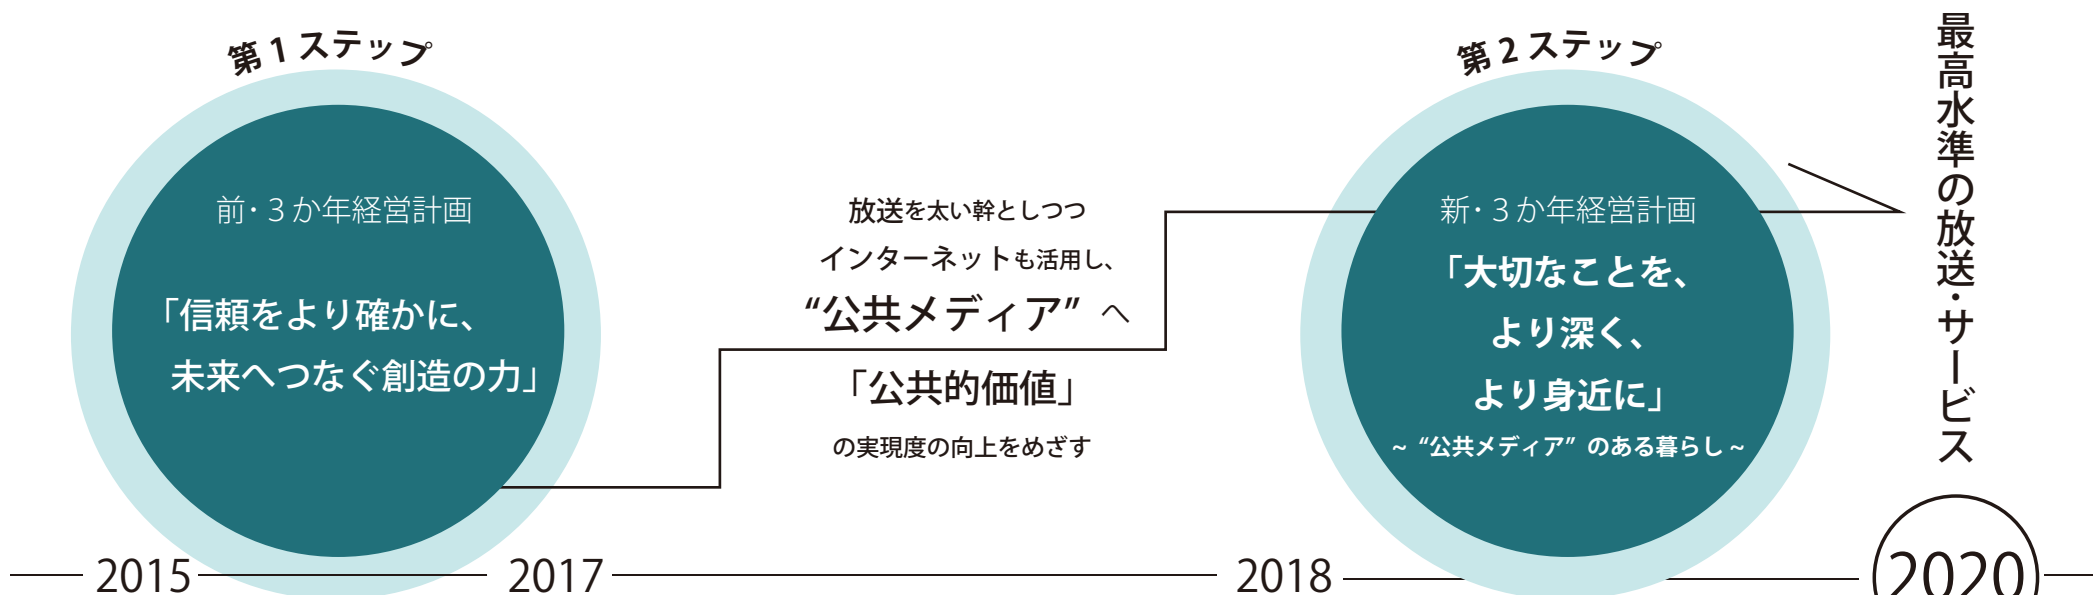 第1ステップ
前・3か年経営計画
「信頼をより確かに、
未来へつなぐ創造の力」
放送を太い幹としつつ
インターネットも活用し、
“公共メディア” へ
「公共的価値」
の実現度の向上をめざす
第2ステップ
新・3か年経営計画
「大切なことを、
より深く、
より身近に」
~ “公共メディア” のある暮らし ~
最高水準の放送・サービス
2015
2017
2018
2020